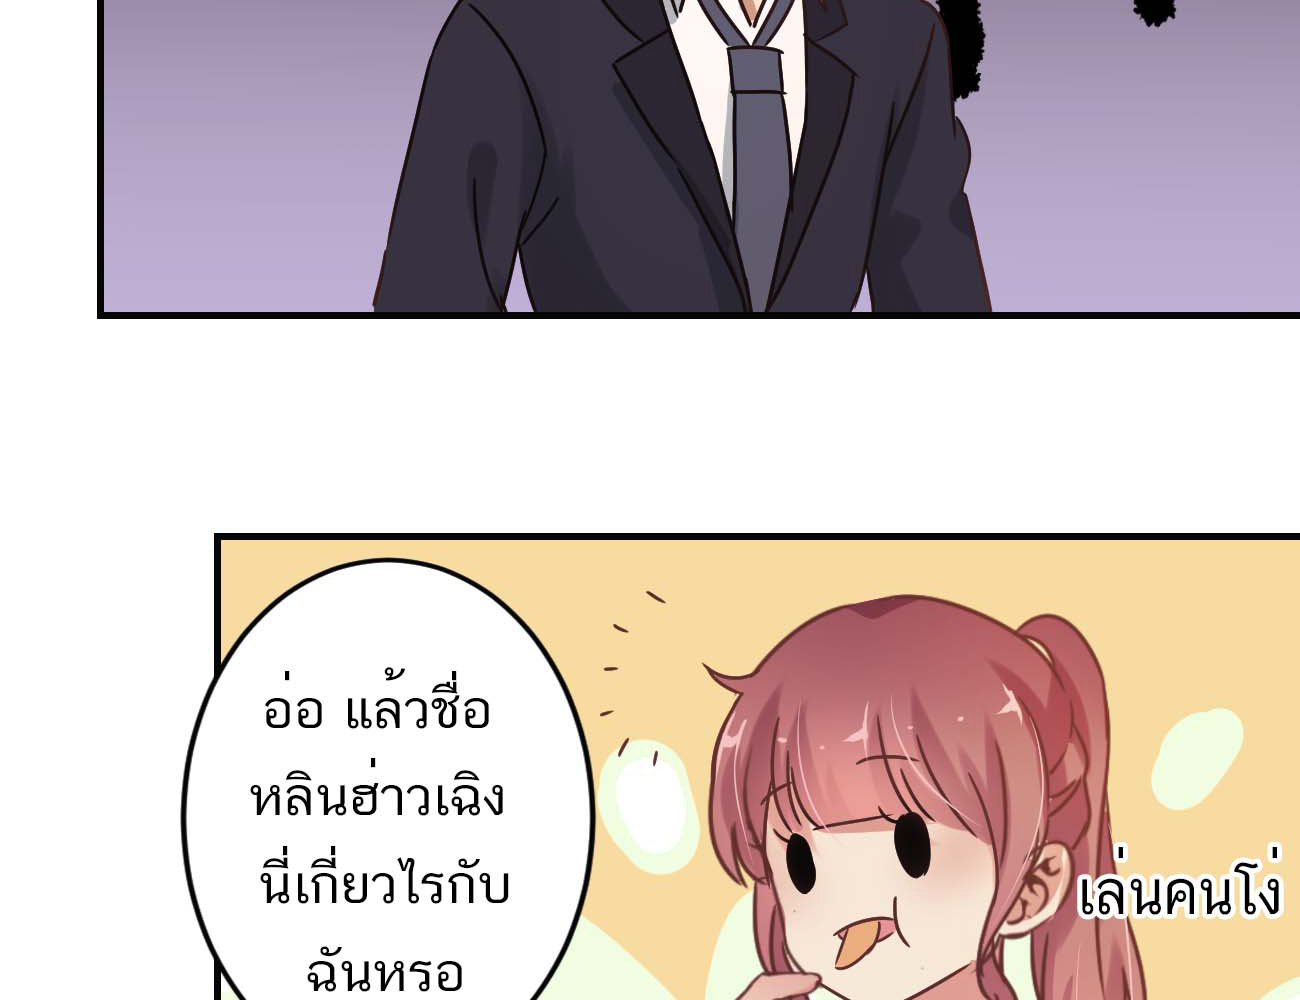 อ่อ แล้วชื่อ
หลินฮ่าวเฉิง
นี่เกี่ยวไรกับ
ฉันหรอ
เล่นคนโง่